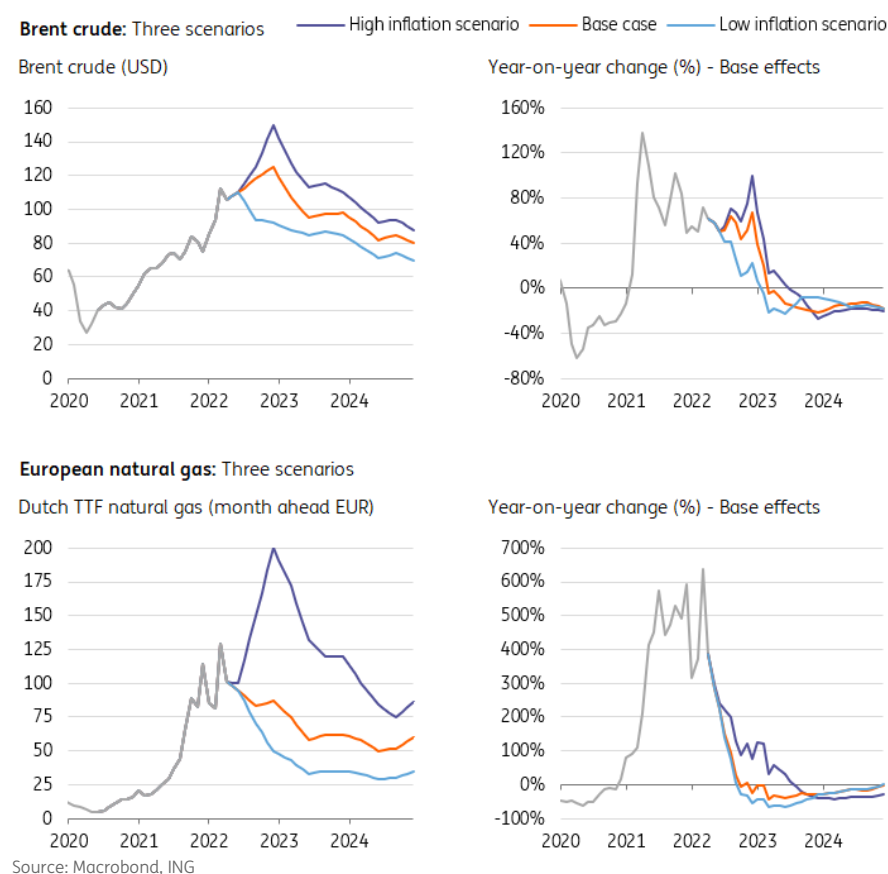 Brent crude: Three scenarios
High inflation scenario
Base case
Low inflation scenario
Brent crude (USD)
160
140
120
100
80
60
40
20
0
2020 2021 2022 2023 2024
Year-on-year change (%) - Base effects
160%
120%
80%
40%
0%
-40%
-80%
2020 2021 2022 2023 2024
European natural gas: Three scenarios
Dutch TTF natural gas (month ahead EUR)
200
175
150
125
100
75
50
25
0
2020 2021 2022 2023 2024
Year-on-year change (%) - Base effects
700%
600%
500%
400%
300%
200%
100%
0%
-100%
2020 2021 2022 2023 2024
Source: Macrobond, ING